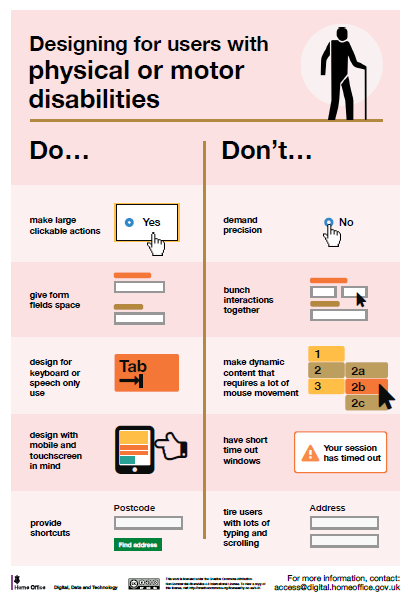 Designing for users with
physical or motor
disabilities
Do…
Don't…
make large
clickable actions
Yes
demand
precision
No
give form
fields space
bunch
interactions
together
design for
keyboard or
speech only
use
Tab
make dynamic
content that
requires a lot of
mouse movement
1
2
3
2a
2b
2c
design with
mobile and
touchscreen
in mind
have short
time out
windows
Your session
has timed out
provide
shortcuts
Postcode
Find address
tire users
with lots of
typing and
scrolling
Address
Home Office
Digital, Data and Technology
For more information, contact:
access@digital.homeoffice.gov.uk